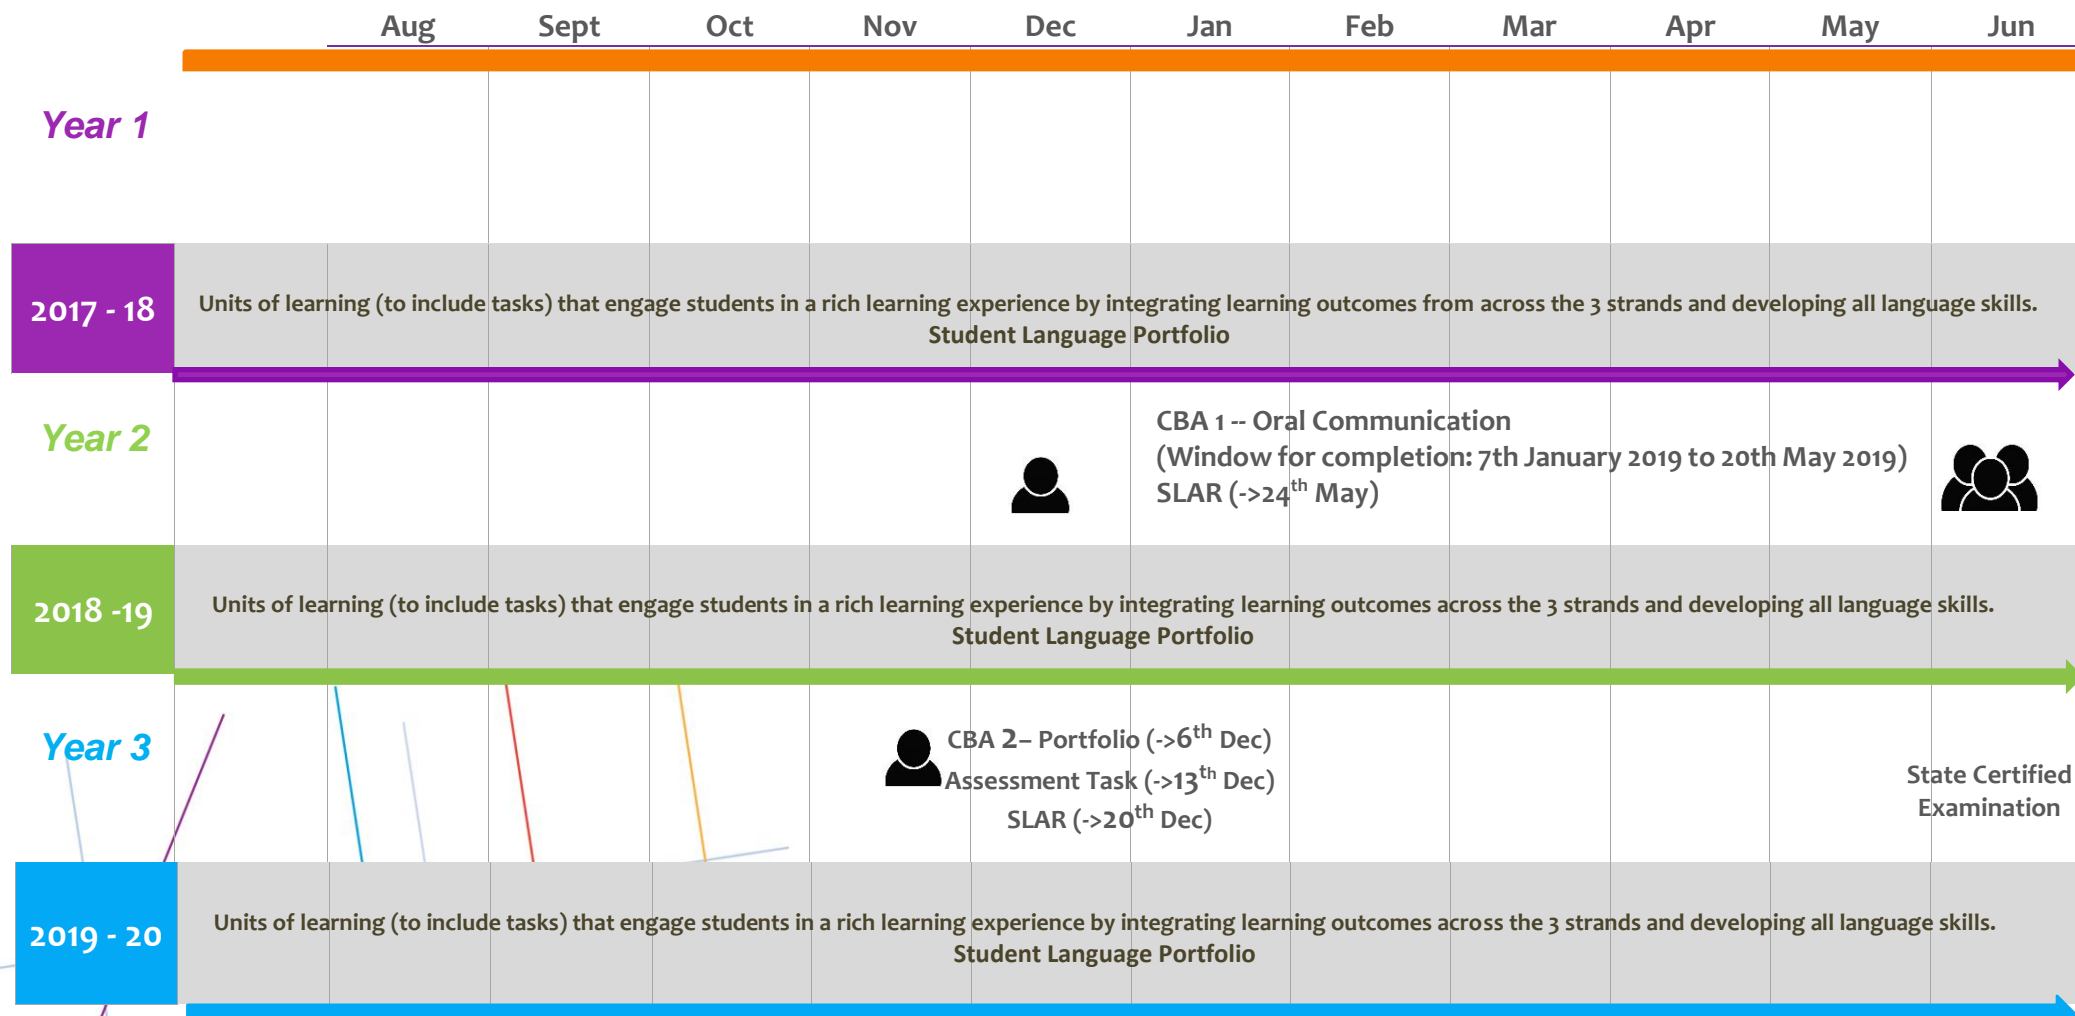 Aug Sept Oct Nov Dec Jan Feb Mar Apr May Jun
Year 1
2017 - 18
Units of learning (to include tasks) that engage students in a rich learning experience by integrating learning outcomes from across the 3 strands and developing all language skills.
Student Language Portfolio
Year 2
CBA 1 -- Oral Communication
(Window for completion: 7th January 2019 to 20th May 2019)
SLAR (->24th May)
2018 -19
Units of learning (to include tasks) that engage students in a rich learning experience by integrating learning outcomes across the 3 strands and developing all language skills.
Student Language Portfolio
Year 3
CBA 2– Portfolio (->6th Dec)
Assessment Task (->13th Dec)
SLAR (->20th Dec)
State Certified
Examination
2019 - 20
Units of learning (to include tasks) that engage students in a rich learning experience by integrating learning outcomes across the 3 strands and developing all language skills.
Student Language Portfolio